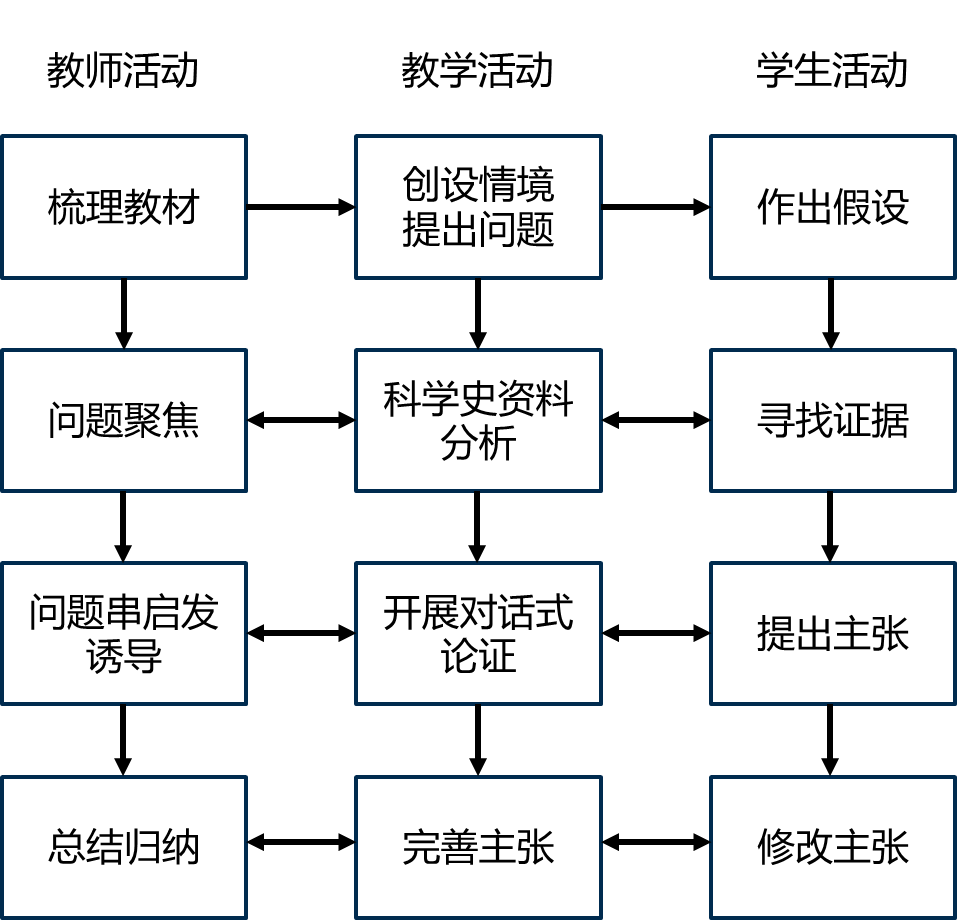 教师活动
教学活动
学生活动
梳理教材
创设情境
提出问题
作出假设
问题聚焦
科学史资料
分析
寻找证据
问题串启发
诱导
开展对话式
论证
提出主张
总结归纳
完善主张
修改主张